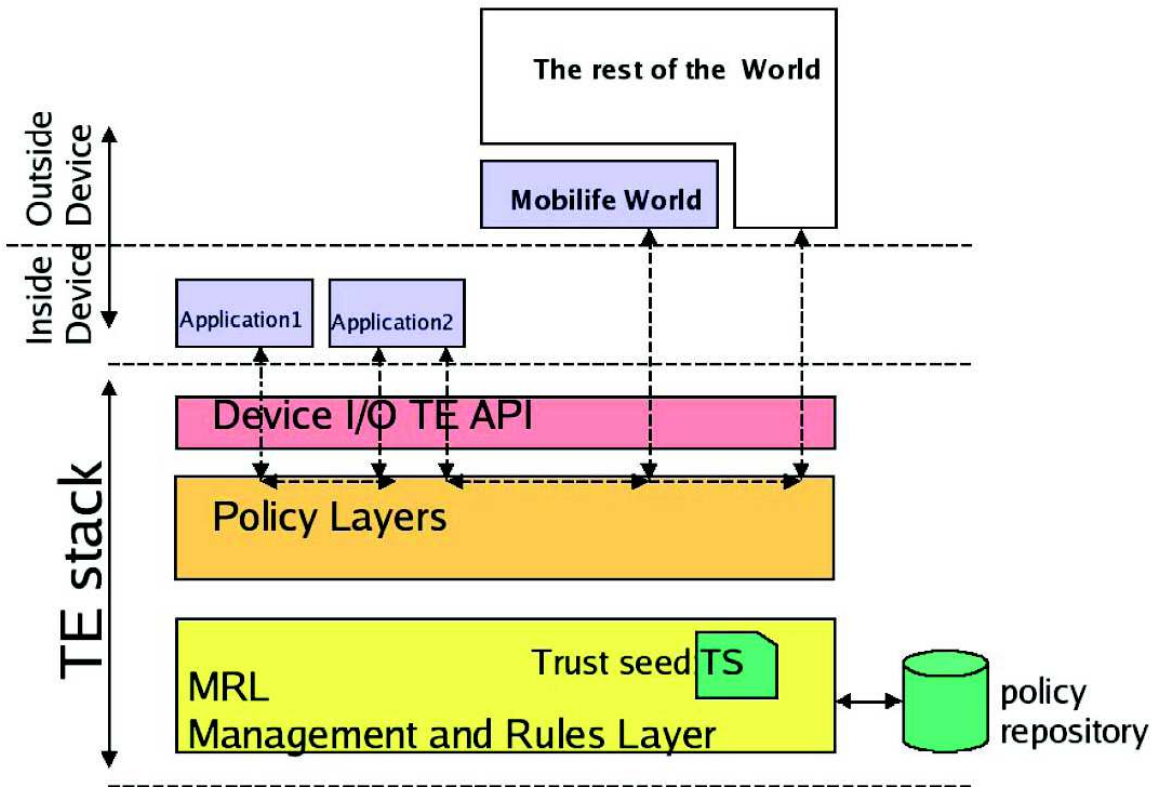 The rest of the World
Mobilife World
Outside
Device
Inside
Device
Application1
Application2
TE stack
Device I/O TE API
Policy Layers
Trust seed:TS
MRL
Management and Rules Layer
policy
repository